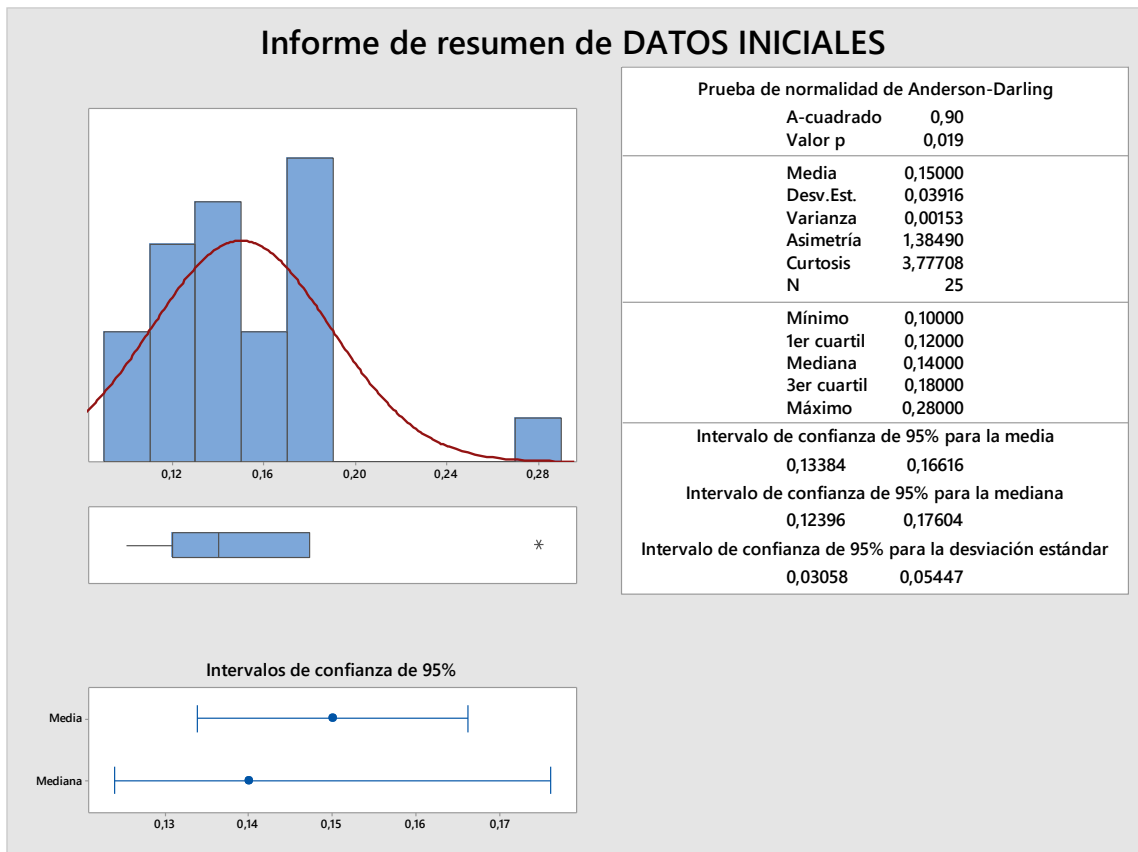 Informe de resumen de DATOS INICIALES
0,12 0,16 0,20 0,24 0,28
Intervalos de confianza de 95%
Media
Mediana
0,13 0,14 0,15 0,16 0,17
Prueba de normalidad de Anderson-Darling
A-cuadrado 0,90
Valor p 0,019
Media 0,15000
Desv.Est. 0,03916
Varianza 0,00153
Asimetría 1,38490
Curtosis 3,77708
N 25
Mínimo 0,10000
1er cuartil 0,12000
Mediana 0,14000
3er cuartil 0,18000
Máximo 0,28000
Intervalo de confianza de 95% para la media
0,13384 0,16616
Intervalo de confianza de 95% para la mediana
0,12396 0,17604
Intervalo de confianza de 95% para la desviación estándar
0,03058 0,05447